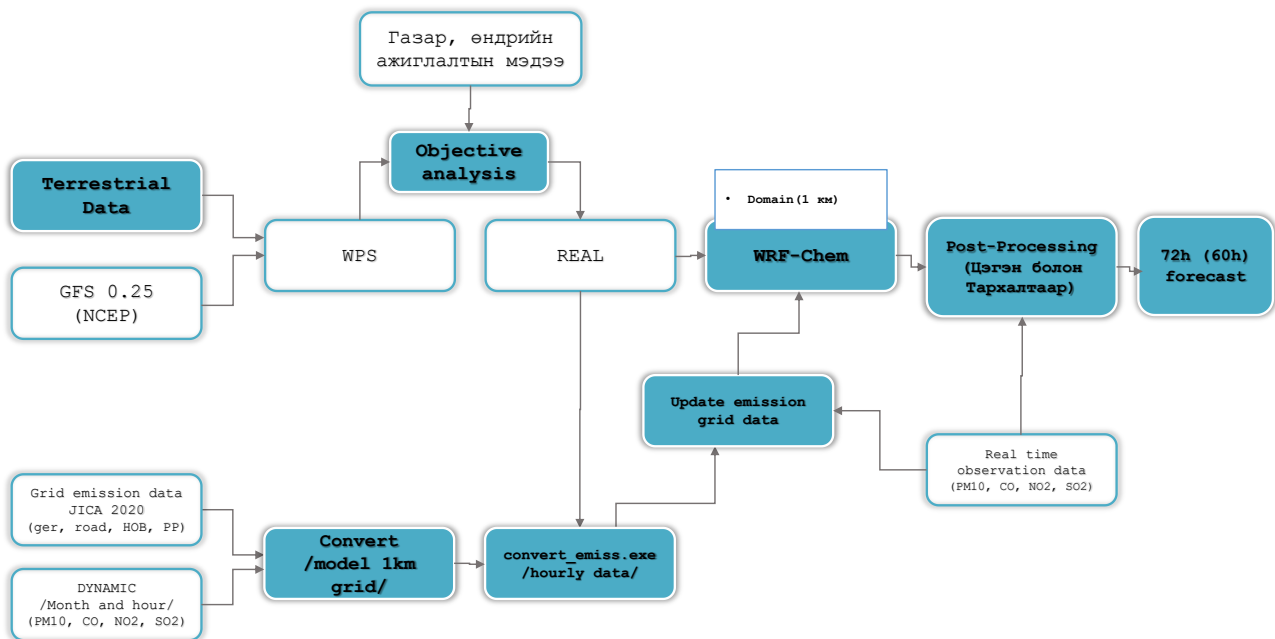 Газар, өндрийн
ажиглалтын мэдээ
Objective
analysis
Terrestrial
Data
• Domain(1 км)
WPS
REAL
WRF-Chem
Post-Processing
(Цэгэн болон
Тархалтаар)
72h (60h)
forecast
GFS 0.25
(NCEP)
Update emission
grid data
Real time
observation data
(PM10, CO, NO2, SO2)
Grid emission data
JICA 2020
(ger, road, HOB, PP)
Convert
/model 1km
grid/
convert_emiss.exe
/hourly data/
DYNAMIC
/Month and hour/
(PM10, CO, NO2, SO2)